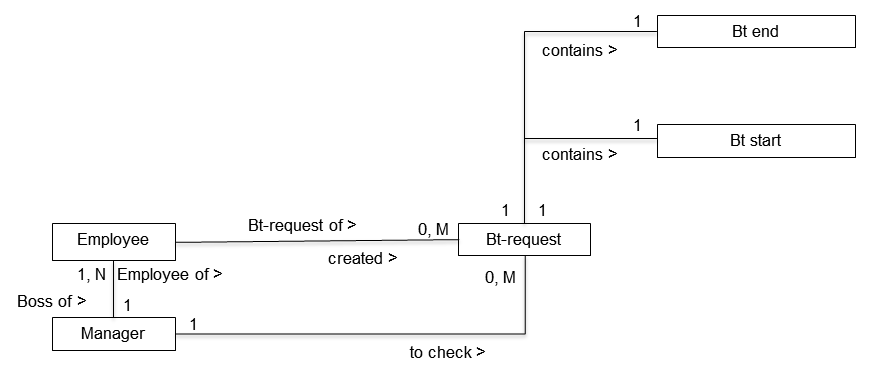 1
Bt end
contains >
1
Bt start
contains >
1
1
Bt-request of >
0, M
Employee
Bt-request
created >
1, N
Employee of >
0, M
Boss of >
1
1
Manager
to check >